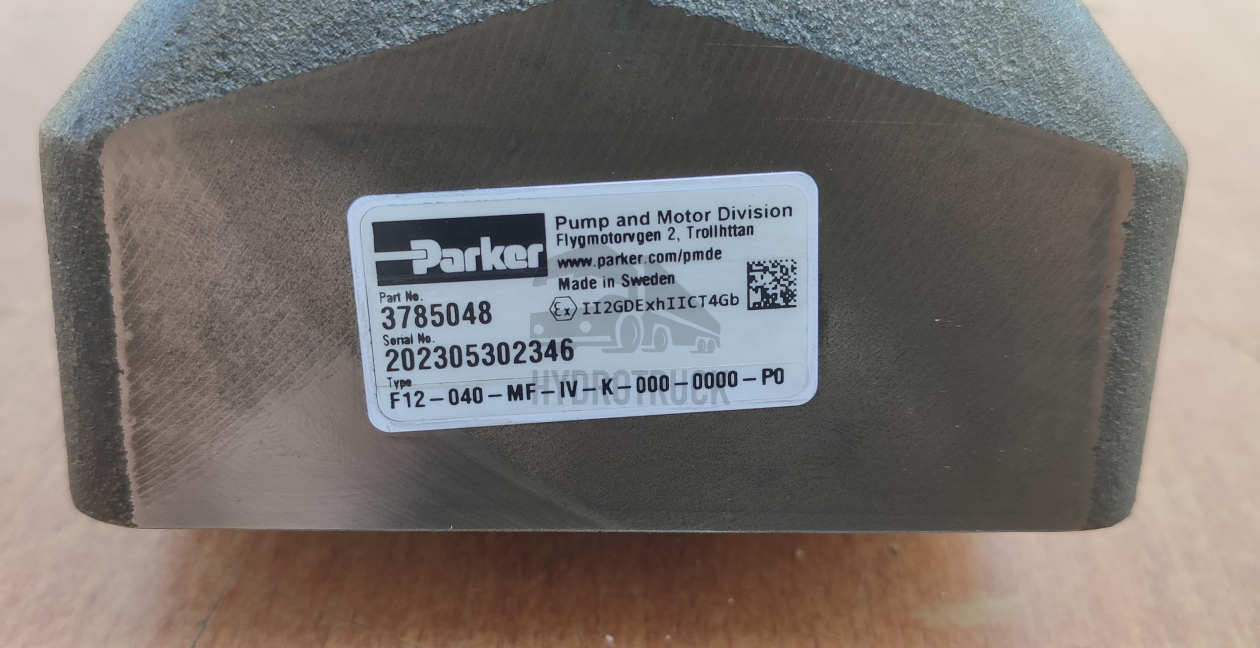 Parker
Pump and Motor Division
Flygmotorvgen 2, Trollhttan
www.parker.com/pmde
Made in Sweden
Ex II2GDExhIICT4Gb
Part No.
3785048
Serial No.
202305302346
Type
F12-040-MF-IV-K-000-0000-P0
HYDROTRUCK